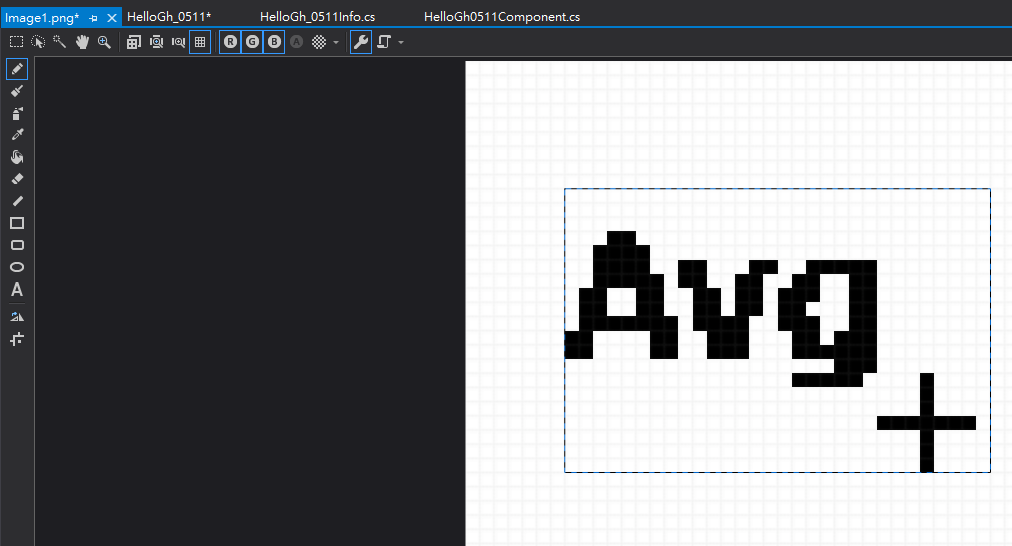 Image1.png* HelloGh_0511* HelloGh_0511Info.cs HelloGh0511Component.cs
R G B A
A
Avg
+